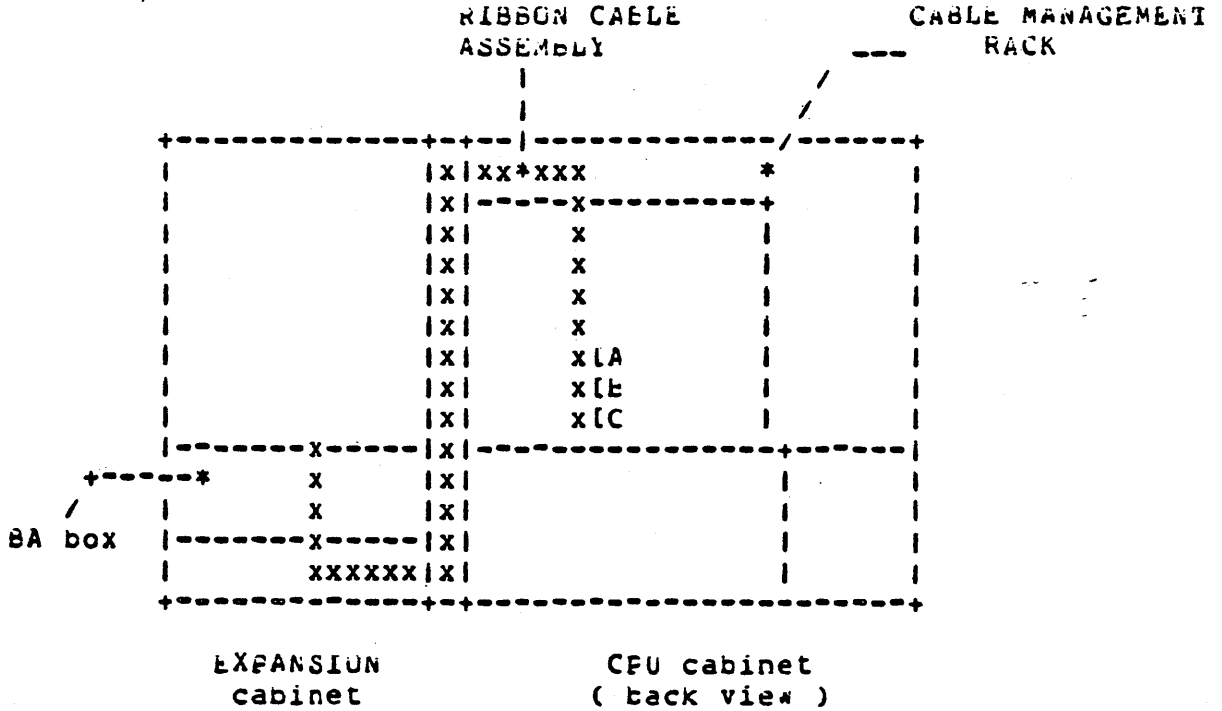 RIBBON CABLE
ASSEMBLY
CABLE MANAGEMENT
RACK
[A
[B
[C
BA box
EXPANSION
cabinet
CPU cabinet
( back view )